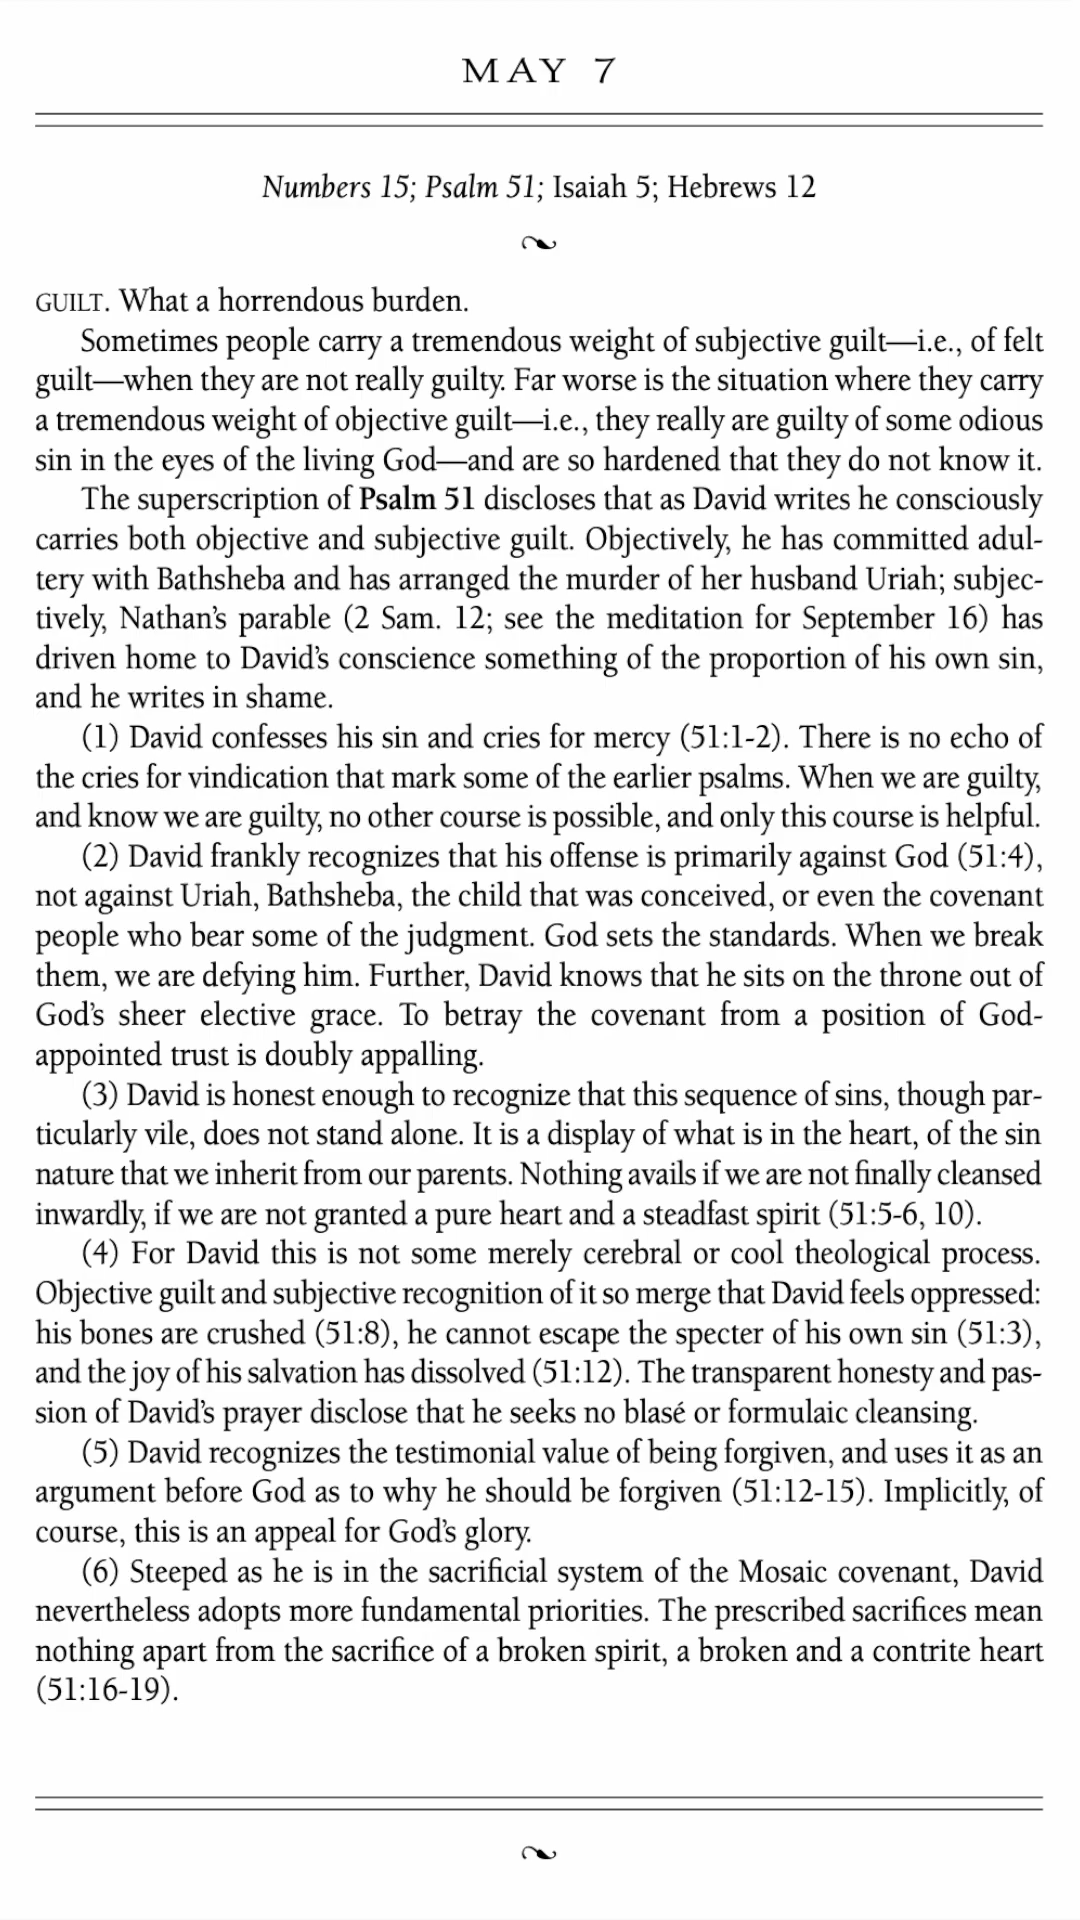 MAY 7
Numbers 15; Psalm 51; Isaiah 5; Hebrews 12
GUILT. What a horrendous burden.
Sometimes people carry a tremendous weight of subjective guilt—i.e., of felt
guilt—when they are not really guilty. Far worse is the situation where they carry
a tremendous weight of objective guilt—i.e., they really are guilty of some odious
sin in the eyes of the living God—and are so hardened that they do not know it.
The superscription of Psalm 51 discloses that as David writes he consciously
carries both objective and subjective guilt. Objectively, he has committed adul-
tery with Bathsheba and has arranged the murder of her husband Uriah; subjec-
tively, Nathan's parable (2 Sam. 12; see the meditation for September 16) has
driven home to David's conscience something of the proportion of his own sin,
and he writes in shame.
(1) David confesses his sin and cries for mercy (51:1-2). There is no echo of
the cries for vindication that mark some of the earlier psalms. When we are guilty,
and know we are guilty, no other course is possible, and only this course is helpful.
(2) David frankly recognizes that his offense is primarily against God (51:4),
not against Uriah, Bathsheba, the child that was conceived, or even the covenant
people who bear some of the judgment. God sets the standards. When we break
them, we are defying him. Further, David knows that he sits on the throne out of
God's sheer elective grace. To betray the covenant from a position of God-
appointed trust is doubly appalling.
(3) David is honest enough to recognize that this sequence of sins, though par-
ticularly vile, does not stand alone. It is a display of what is in the heart, of the sin
nature that we inherit from our parents. Nothing avails if we are not finally cleansed
inwardly, if we are not granted a pure heart and a steadfast spirit (51:5-6, 10).
(4) For David this is not some merely cerebral or cool theological process.
Objective guilt and subjective recognition of it so merge that David feels oppressed:
his bones are crushed (51:8), he cannot escape the specter of his own sin (51:3),
and the joy of his salvation has dissolved (51:12). The transparent honesty and pas-
sion of David's prayer disclose that he seeks no blasé or formulaic cleansing.
(5) David recognizes the testimonial value of being forgiven, and uses it as an
argument before God as to why he should be forgiven (51:12-15). Implicitly, of
course, this is an appeal for God's glory.
(6) Steeped as he is in the sacrificial system of the Mosaic covenant, David
nevertheless adopts more fundamental priorities. The prescribed sacrifices mean
nothing apart from the sacrifice of a broken spirit, a broken and a contrite heart
(51:16-19).